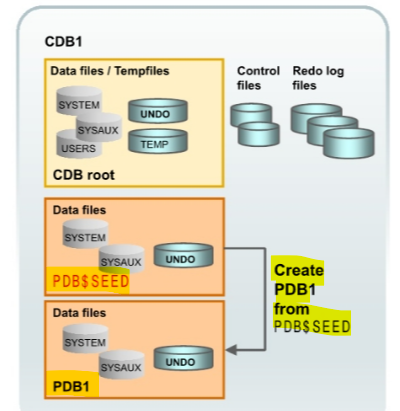 CDB1
Data files / Tempfiles
SYSTEM
SYSAUX
USERS
UNDO
TEMP
CDB root
Control
files
Redo log
files
Data files
SYSTEM
SYSAUX
UNDO
PDB$SEED
Create
PDB1
from
PDB$SEED
Data files
SYSTEM
SYSAUX
UNDO
PDB1